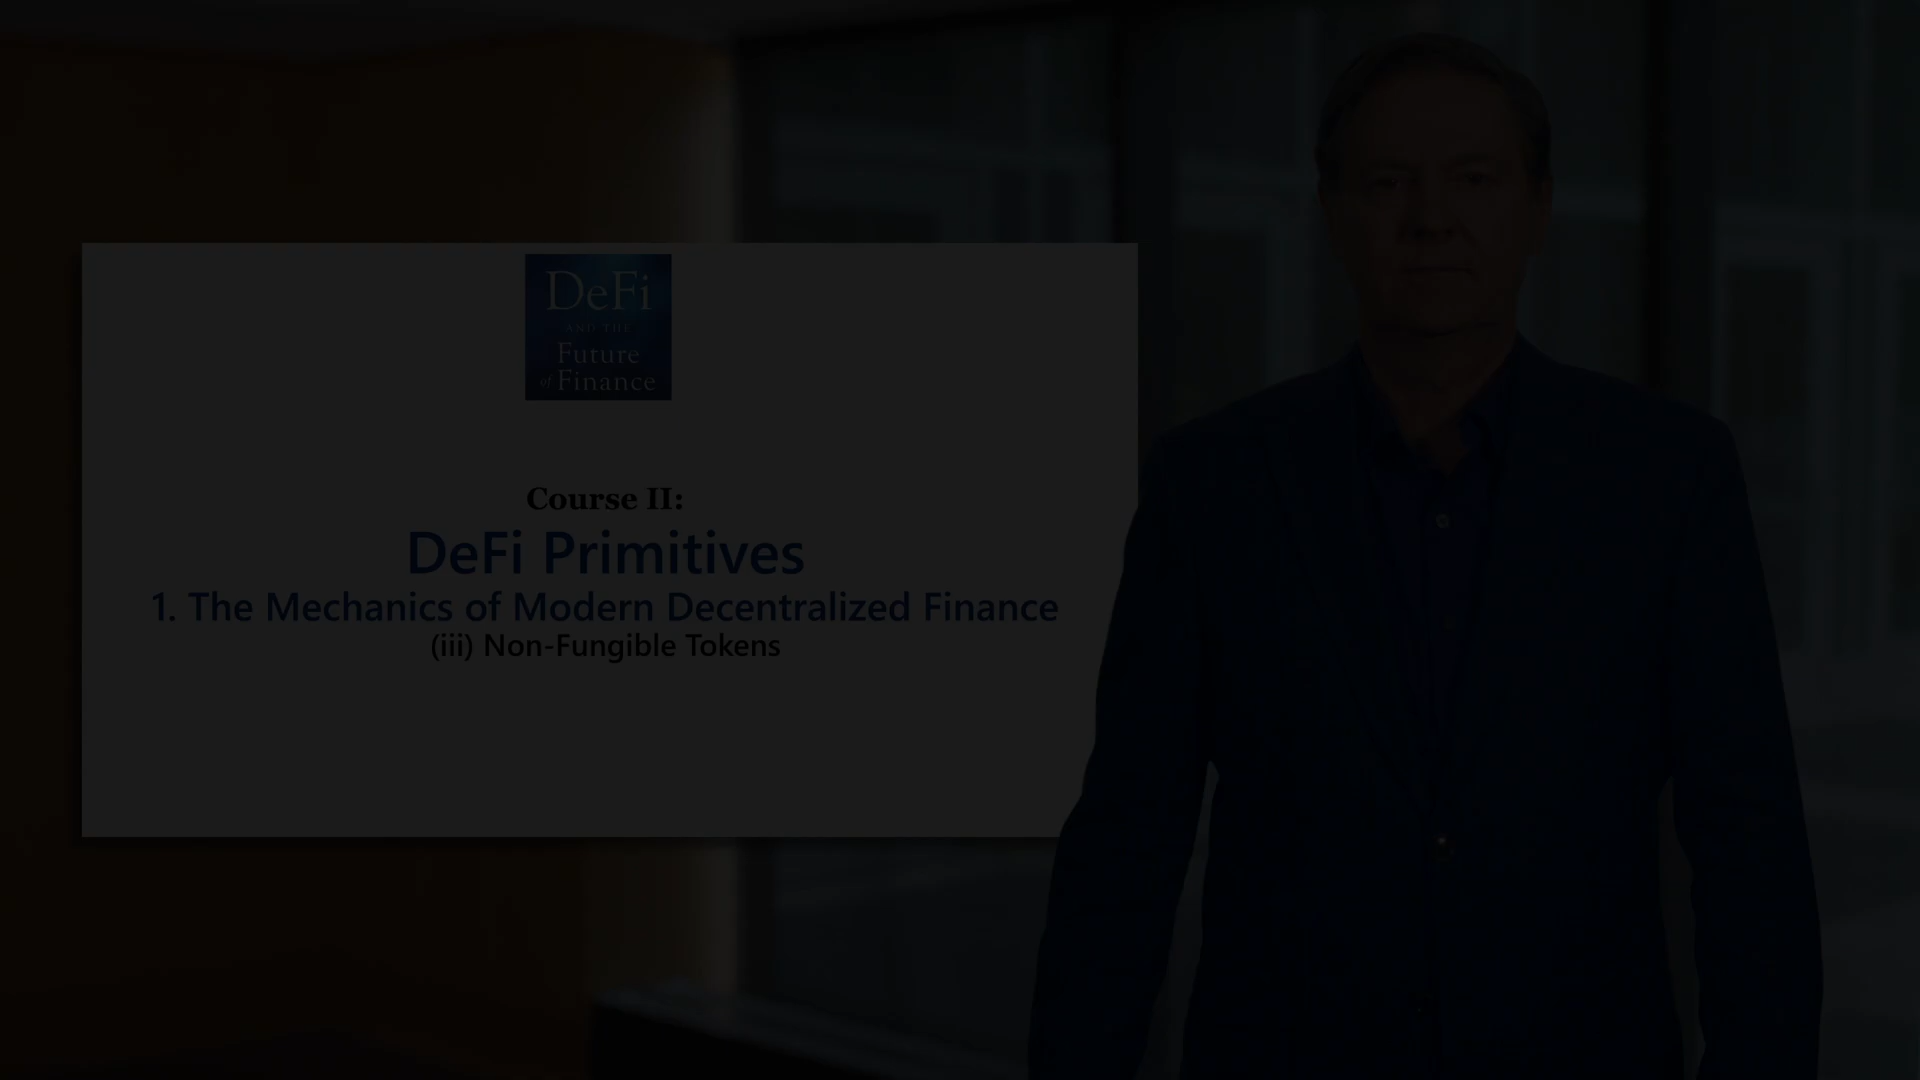 DeFi
AND THE
Future
of Finance
Course II:
DeFi Primitives
1. The Mechanics of Modern Decentralized Finance
(iii) Non-Fungible Tokens